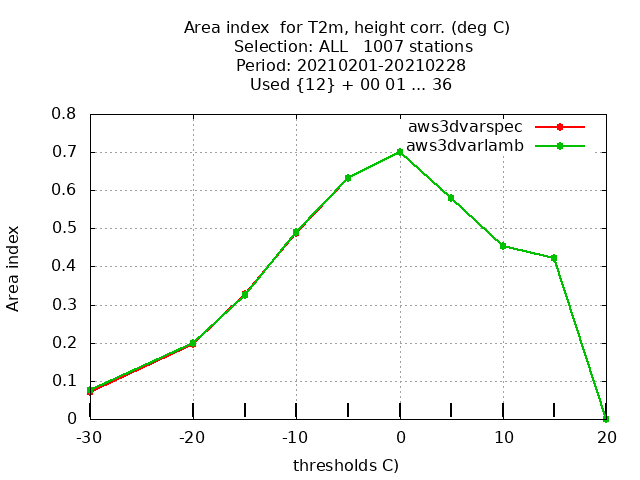 Area index  for T2m, height corr. (deg C)
Selection: ALL   1007 stations
Period: 20210201-20210228
Used {12} + 00 01 ... 36
aws3dvarspec
aws3dvarlamb
Area index
0.8
0.7
0.6
0.5
0.4
0.3
0.2
0.1
0
-30 -20 -10 0 10 20
thresholds C)